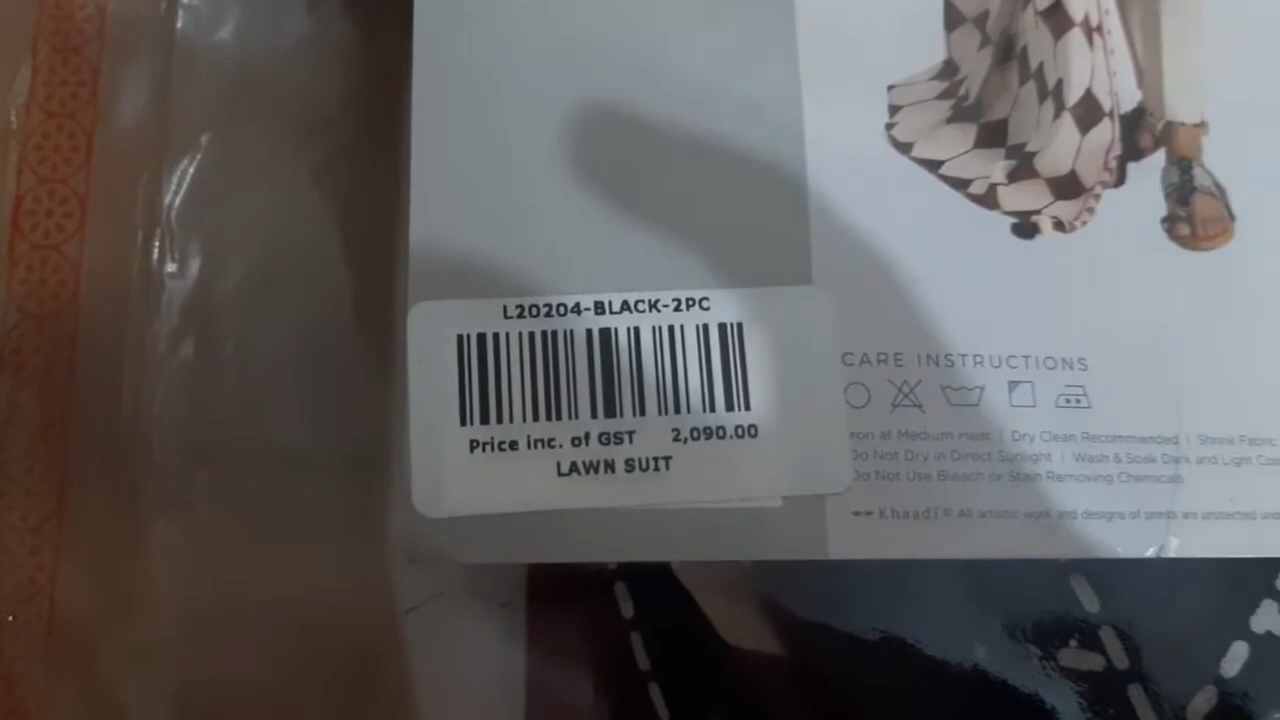 L20204-BLACK-2PC
Price inc. of GST 2,090.00
LAWN SUIT
CARE INSTRUCTIONS
ron at Medium Heat | Dry Clean Recommended | Shrink Fabric
Do Not Dry in Direct Sunlight | Wash & Soak Dark and Light
Do Not Use Bleach or Stain Removing Chemicals
Khaadi® All artistic work and designs of prints are protected